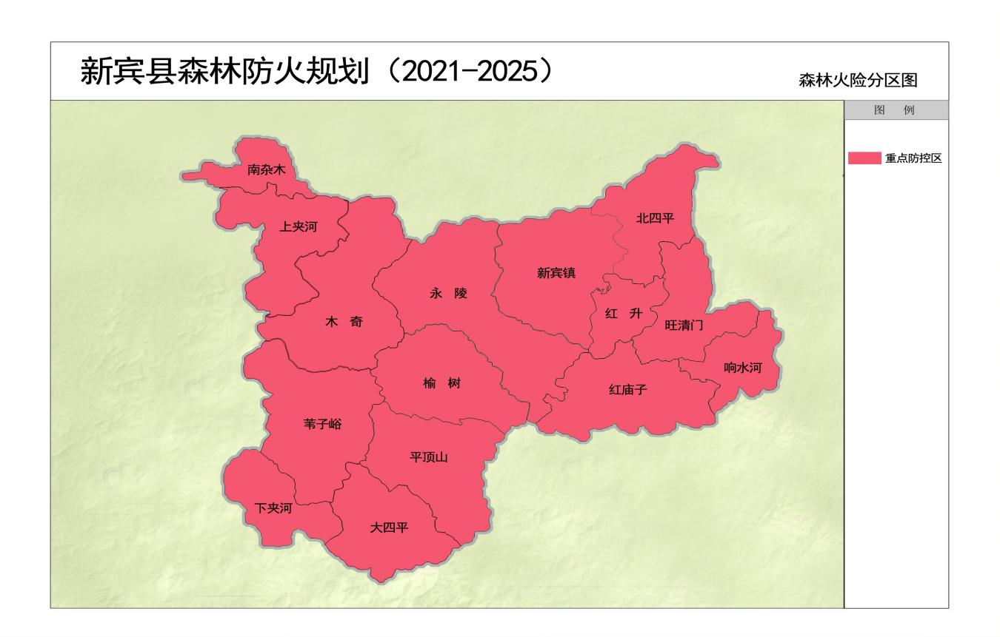 新宾县森林防火规划（2021-2025）
森林火险分区图
图 例
重点防控区
南杂木
上夹河
北四平
新宾镇
永 陵
红 升
木 奇
旺清门
响水河
榆 树
红庙子
苇子峪
平顶山
下夹河
大四平